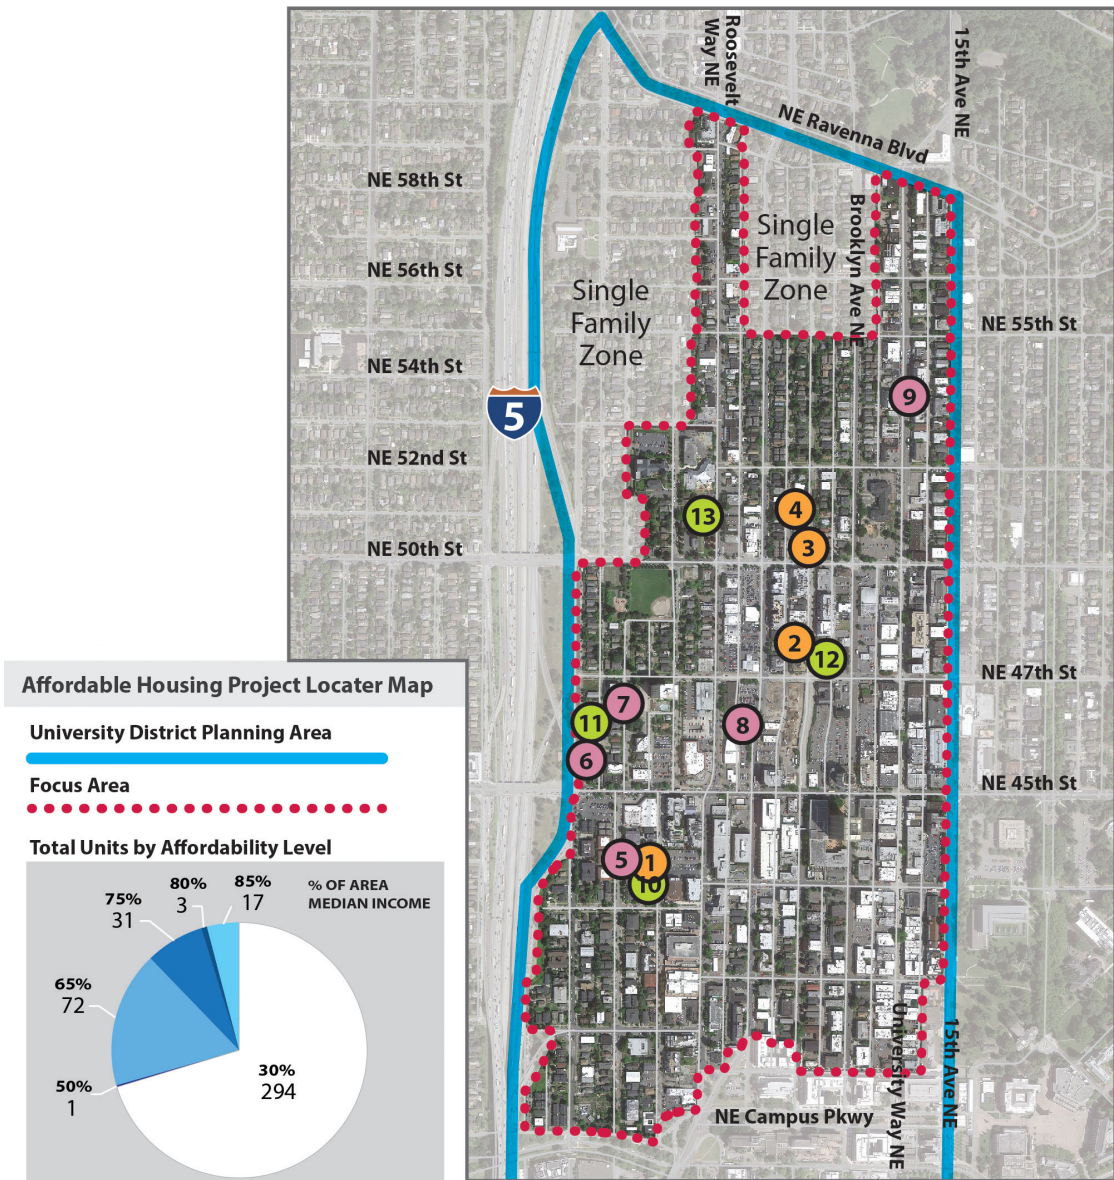 Roosevelt
Way NE
15th Ave NE
NE Ravenna Blvd
NE 58th St
Brooklyn Ave NE
Single
Family
Zone
NE 56th St
Single
Family
Zone
NE 55th St
NE 54th St
5
9
NE 52nd St
4
13
3
NE 50th St
2
12
NE 47th St
7
11
8
6
NE 45th St
5
1
10
University Way NE
15th Ave NE
NE Campus Pkwy
Affordable Housing Project Locater Map
University District Planning Area
Focus Area
Total Units by Affordability Level
% OF AREA
MEDIAN INCOME
85%
17
80%
3
75%
31
65%
72
50%
1
30%
294